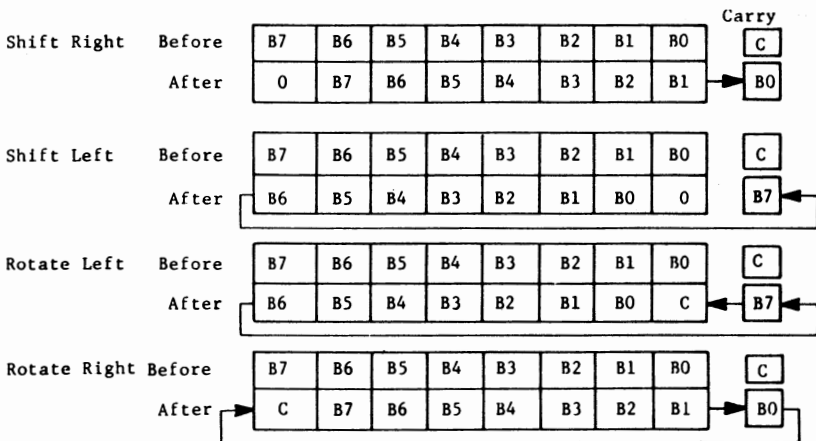 Carry
Shift Right Before B7 B6 B5 B4 B3 B2 B1 B0 C
After 0 B7 B6 B5 B4 B3 B2 B1 B0
Shift Left Before B7 B6 B5 B4 B3 B2 B1 B0 C
After B6 B5 B4 B3 B2 B1 B0 0 B7
Rotate Left Before B7 B6 B5 B4 B3 B2 B1 B0 C
After B6 B5 B4 B3 B2 B1 B0 C B7
Rotate Right Before B7 B6 B5 B4 B3 B2 B1 B0 C
After C B7 B6 B5 B4 B3 B2 B1 B0